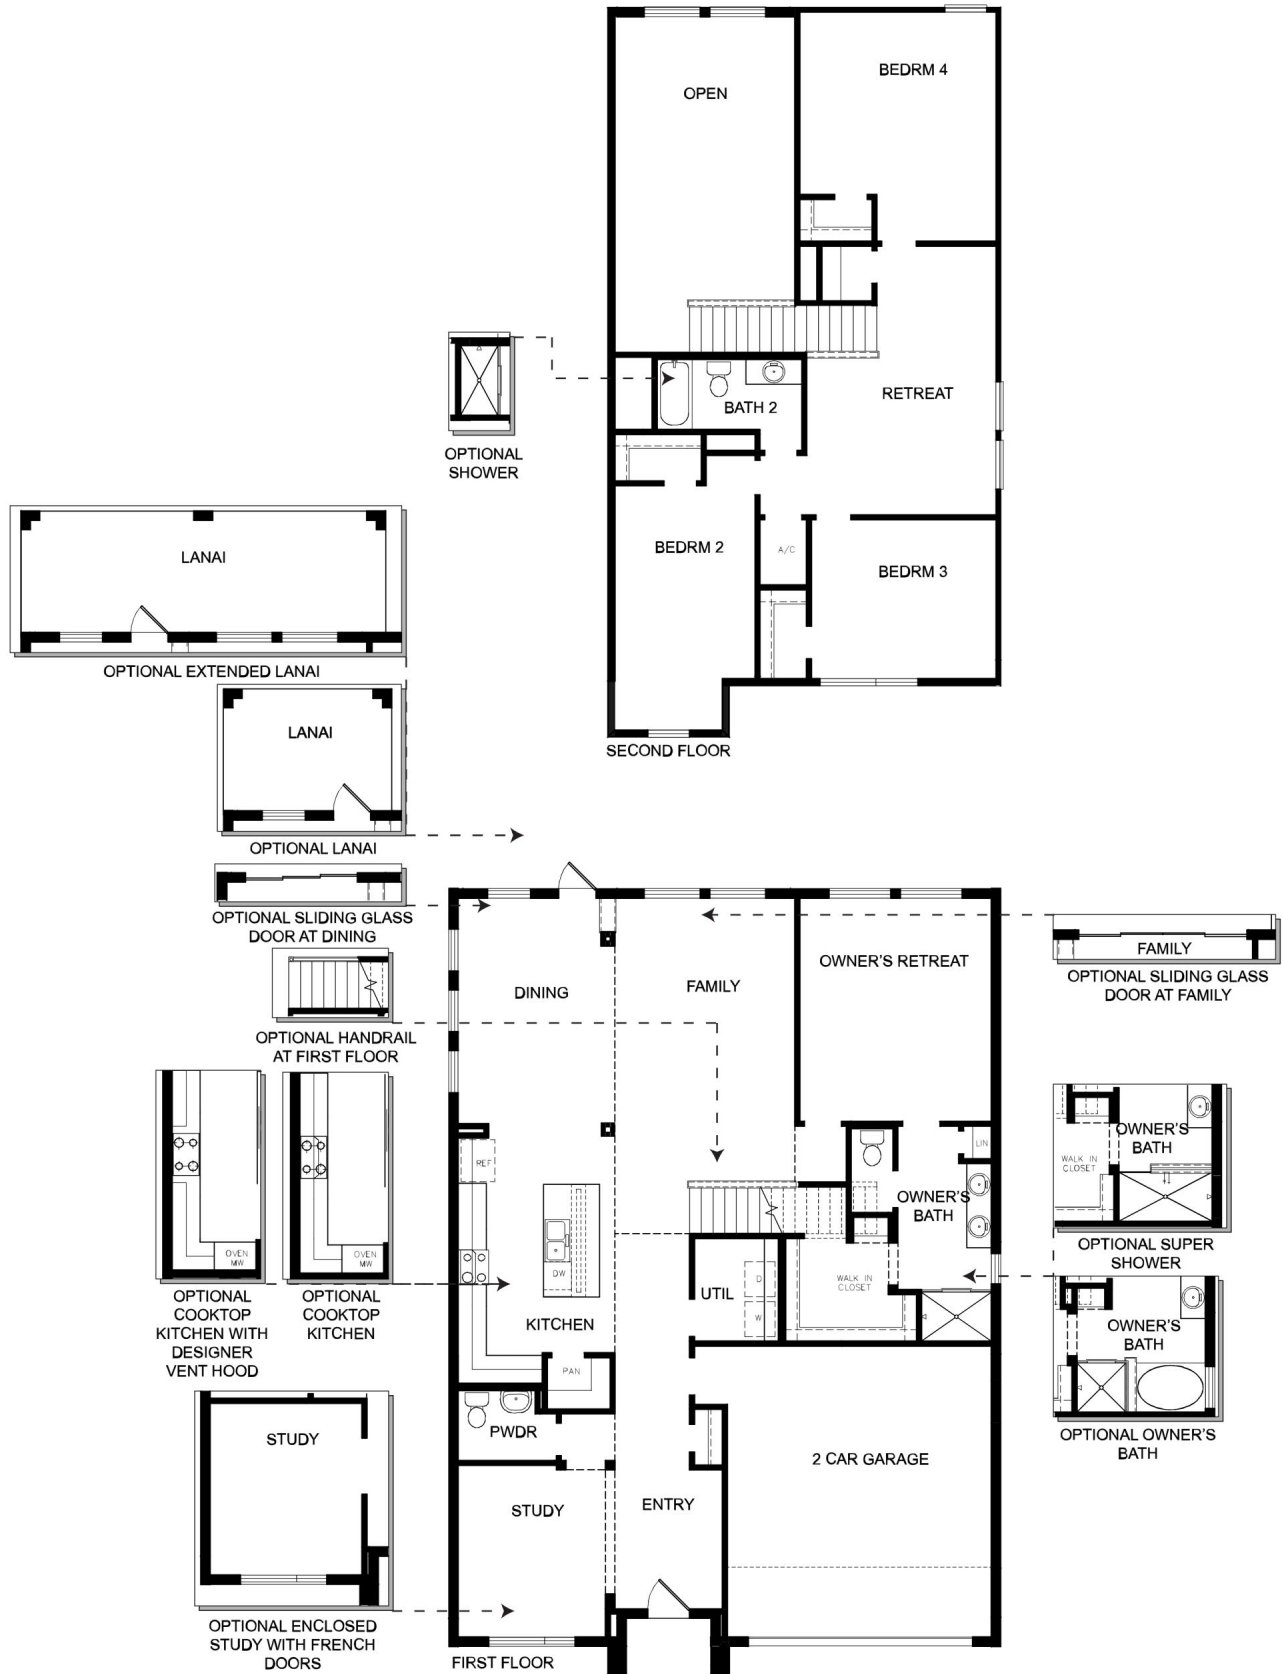 BEDRM 4
OPEN
RETREAT
BATH 2
OPTIONAL
SHOWER
BEDRM 2
A/C
BEDRM 3
SECOND FLOOR
LANAI
OPTIONAL EXTENDED LANAI
LANAI
OPTIONAL LANAI
OPTIONAL SLIDING GLASS
DOOR AT DINING
OPTIONAL HANDRAIL
AT FIRST FLOOR
OVEN
MW
OPTIONAL
COOKTOP
KITCHEN WITH
DESIGNER
VENT HOOD
OVEN
MW
OPTIONAL
COOKTOP
KITCHEN
STUDY
OPTIONAL ENCLOSED
STUDY WITH FRENCH
DOORS
DINING
FAMILY
OWNER'S RETREAT
REF
DW
KITCHEN
PAN
UTIL
D
W
WALK IN
CLOSET
LIN
OWNER'S
BATH
PWDR
STUDY
ENTRY
2 CAR GARAGE
FIRST FLOOR
FAMILY
OPTIONAL SLIDING GLASS
DOOR AT FAMILY
OWNER'S
BATH
WALK IN
CLOSET
OPTIONAL SUPER
SHOWER
OWNER'S
BATH
OPTIONAL OWNER'S
BATH